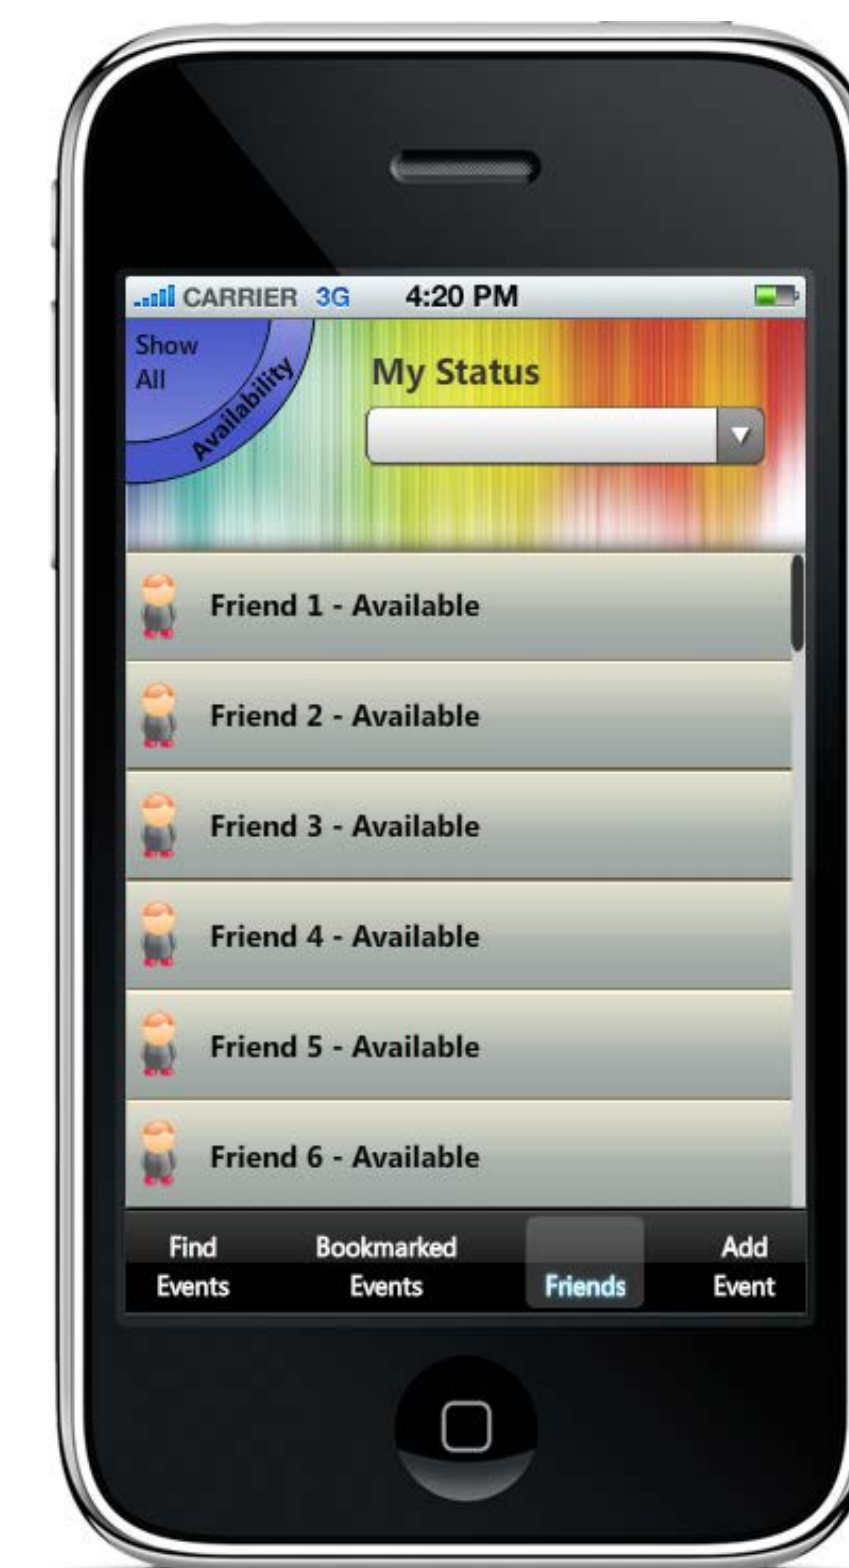 CARRIER 3G 4:20 PM
Show
All
Availability
My Status
Friend 1 - Available
Friend 2 - Available
Friend 3 - Available
Friend 4 - Available
Friend 5 - Available
Friend 6 - Available
Find
Events
Bookmarked
Events
Friends
Add
Event